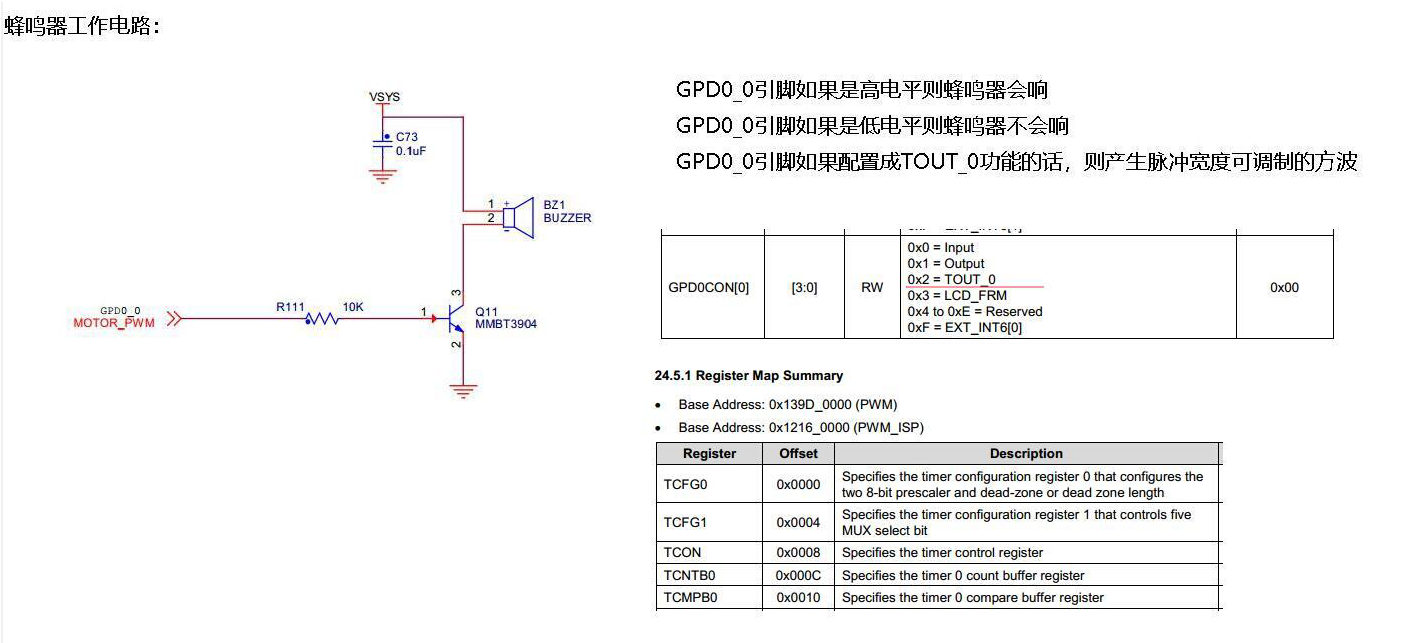 蜂鸣器工作电路：
VSYS
C73
0.1uF
1 +
2
-
BZ1
BUZZER
GPD0_0
MOTOR_PWM
R111 10K
1
3
2
Q11
MMBT3904
GPD0_0引脚如果是高电平则蜂鸣器会响
GPD0_0引脚如果是低电平则蜂鸣器不会响
GPD0_0引脚如果配置成TOUT_0功能的话，则产生脉冲宽度可调制的方波
GPD0CON[0] [3:0] RW
0x0 = Input
0x1 = Output
0x2 = TOUT_0
0x3 = LCD_FRM
0x4 to 0xE = Reserved
0xF = EXT_INT6[0]
0x00
24.5.1 Register Map Summary
• Base Address: 0x139D_0000 (PWM)
• Base Address: 0x1216_0000 (PWM_ISP)
Register Offset Description
TCFG0 0x0000 Specifies the timer configuration register 0 that configures the
two 8-bit prescaler and dead-zone or dead zone length
TCFG1 0x0004 Specifies the timer configuration register 1 that controls five
MUX select bit
TCON 0x0008 Specifies the timer control register
TCNTB0 0x000C Specifies the timer 0 count buffer register
TCMPB0 0x0010 Specifies the timer 0 compare buffer register